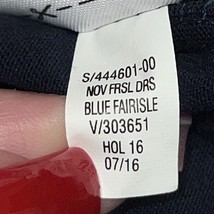 S/444601-00
NOV FRSL DRS
BLUE FAIRISLE
V/303651
HOL 16
07/16